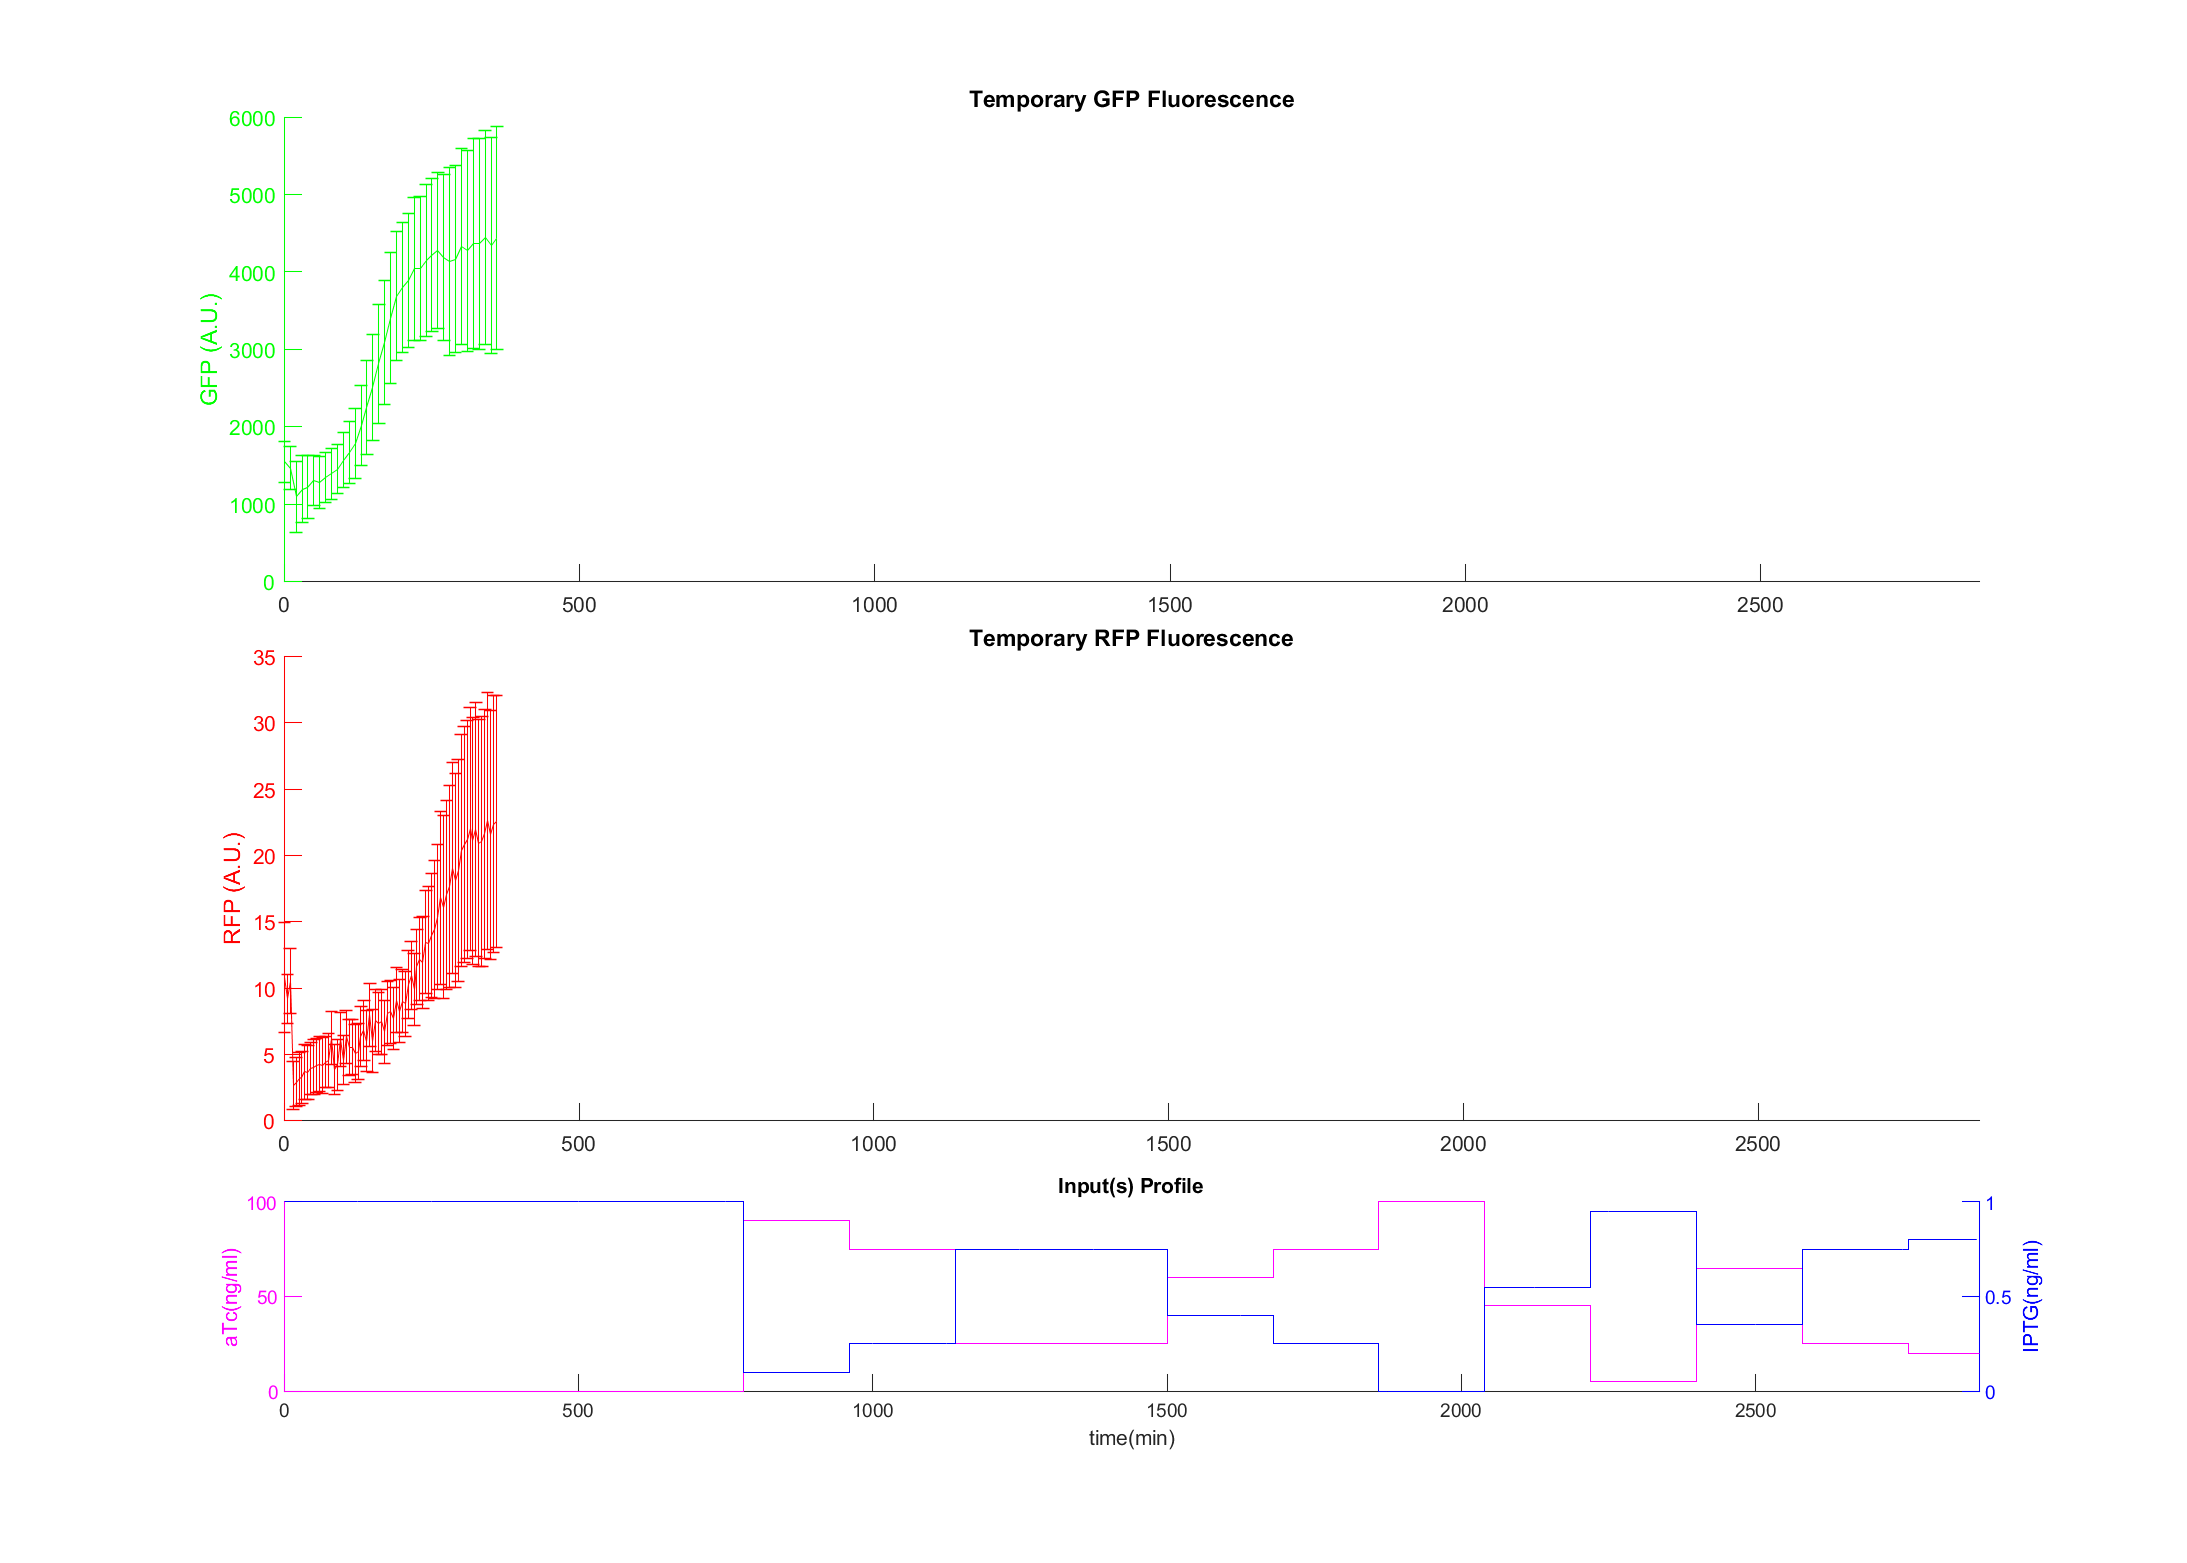 Temporary GFP Fluorescence
6000
5000
4000
3000
2000
1000
0
GFP (A.U.)
0 500 1000 1500 2000 2500
Temporary RFP Fluorescence
35
30
25
20
15
10
5
0
RFP (A.U.)
0 500 1000 1500 2000 2500
Input(s) Profile
100
50
0
aTc(ng/ml)
1
0.5
0
IPTG(ng/ml)
0 500 1000 1500 2000 2500
time(min)